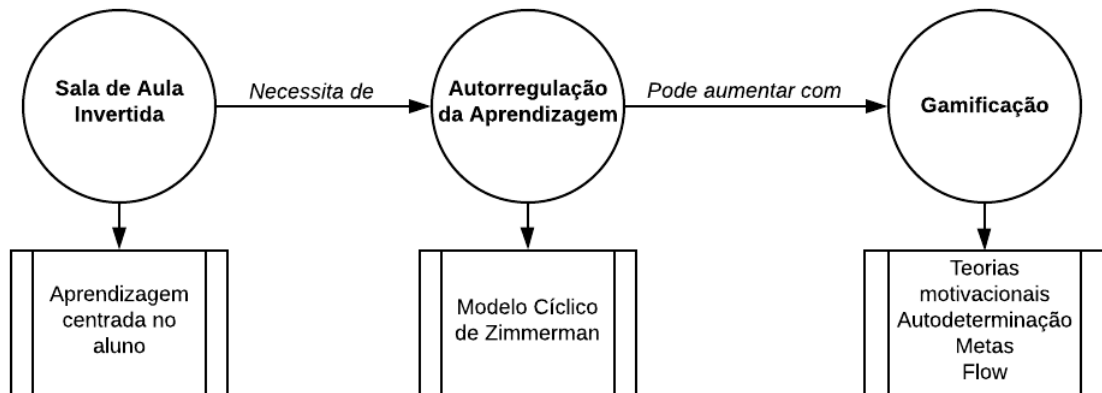 Sala de Aula
Invertida
Necessita de
Autorregulação
da Aprendizagem
Pode aumentar com
Gamificação
Aprendizagem
centrada no
aluno
Modelo Cíclico
de Zimmerman
Teorias
motivacionais
Autodeterminação
Metas
Flow